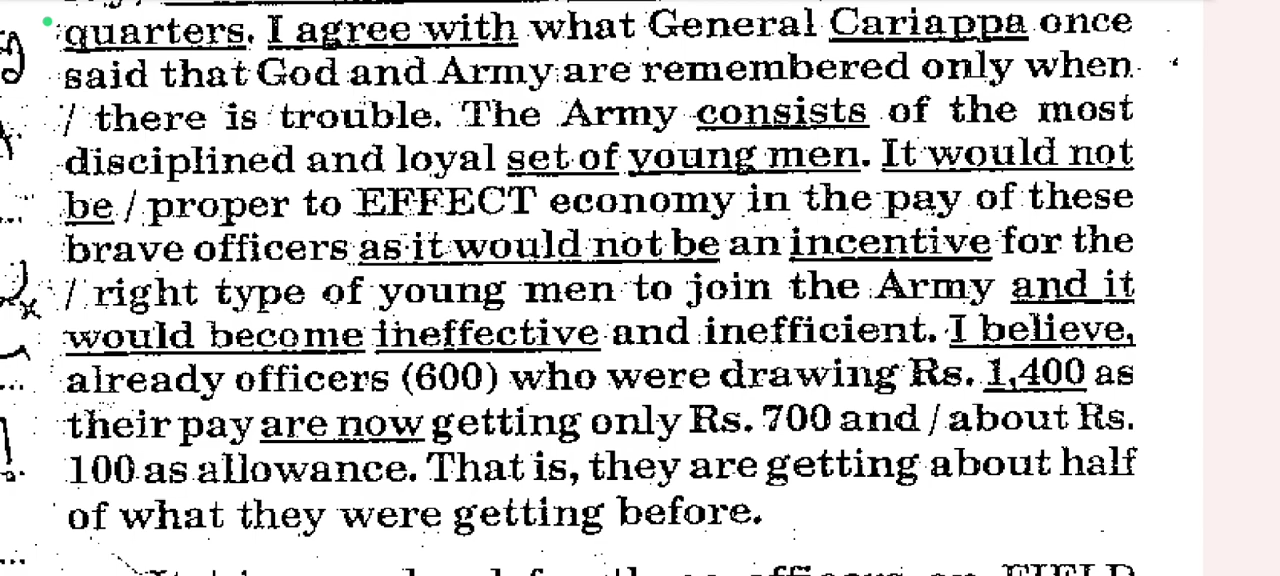 quarters. I agree with what General Cariappa once
said that God and Army are remembered only when
/ there is trouble. The Army consists of the most
disciplined and loyal set of young men. It would not
be / proper to EFFECT economy in the pay of these
brave officers as it would not be an incentive for the
/ right type of young men to join the Army and it
would become ineffective and inefficient. I believe,
already officers (600) who were drawing Rs. 1,400 as
their pay are now getting only Rs. 700 and / about Rs.
100 as allowance. That is, they are getting about half
of what they were getting before.